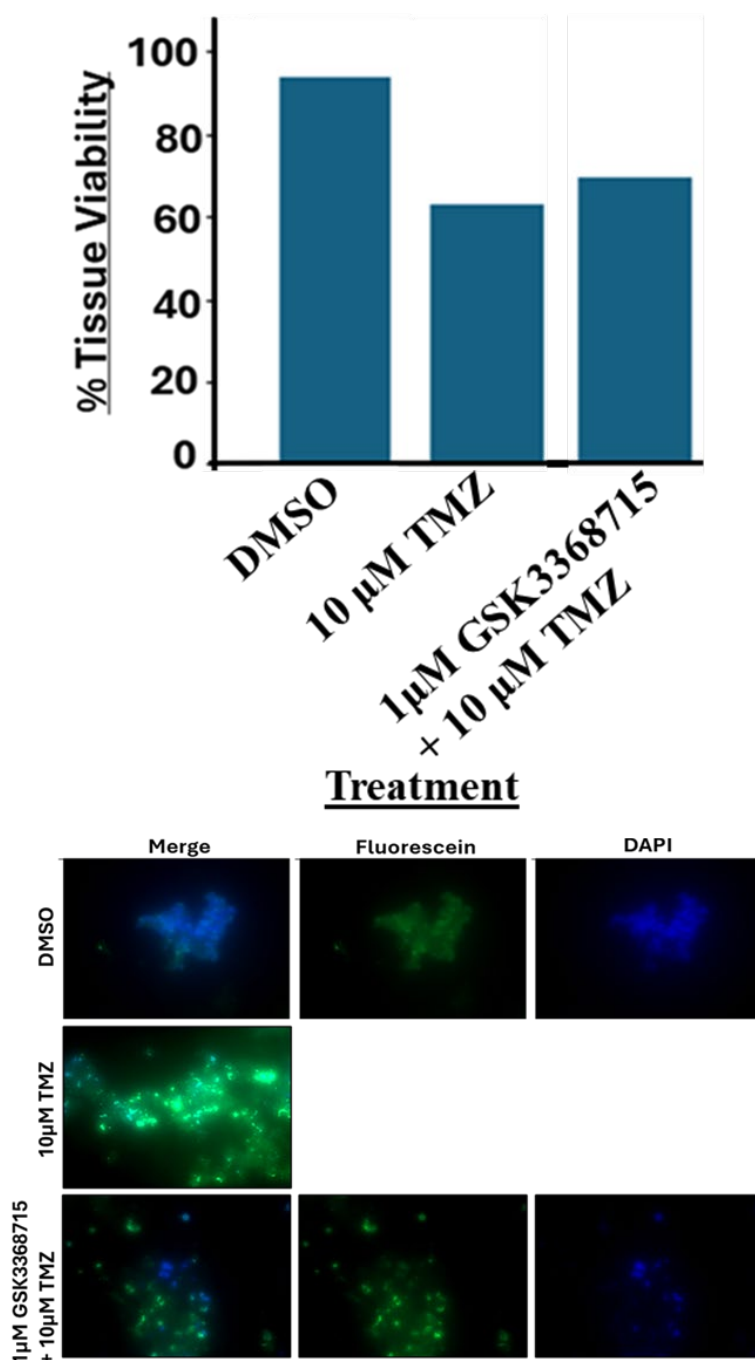 % Tissue Viability
100
80
60
40
20
0
DMSO
10 µM TMZ
1µM GSK3368715
+ 10 µM TMZ
Treatment
Merge
Fluorescein
DAPI
DMSO
10µM TMZ
1µM GSK3368715
+ 10µM TMZ